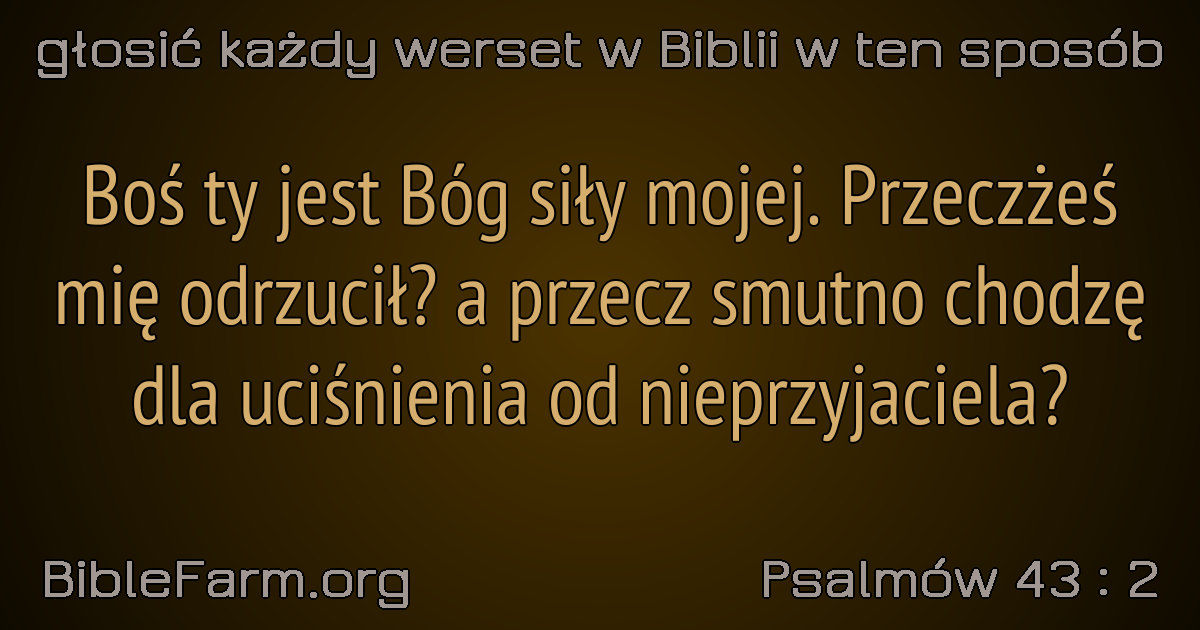 głosić każdy werset w Biblii w ten sposób
Boś ty jest Bóg siły mojej. Przeczżeś
mię odrzucił? a przecz smutno chodzę
dla uciśnienia od nieprzyjaciela?
BibleFarm.org
Psalmów 43 : 2